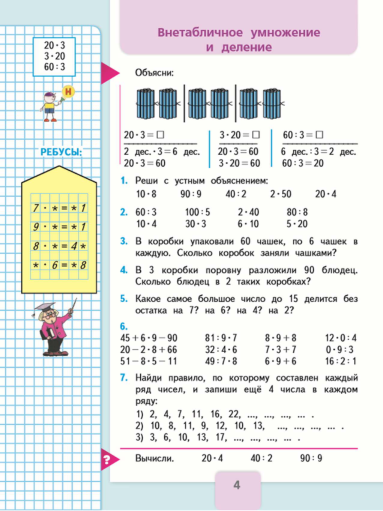 Внетабличное умножение
и деление
20·3
3·20
60:3
Н
РЕБУСЫ:
7 · * = * 1
9 · * = * 1
8 · * = 4 *
* · 6 = * 8
Объясни:
20·3=□ 3·20=□ 60:3=□
2 дес.·3=6 дес. 20·3=60 6 дес.:3=2 дес.
20·3=60 3·20=60 60:3=20
1. Реши с устным объяснением:
10·8 90:9 40:2 2·50 20·4
2. 60:3 100:5 2·40 80:8
10·4 30·3 6·10 5·20
3. В коробки упаковали 60 чашек, по 6 чашек в
каждую. Сколько коробок заняли чашками?
4. В 3 коробки поровну разложили 90 блюдец.
Сколько блюдец в 2 таких коробках?
5. Какое самое большое число до 15 делится без
остатка на 7? на 6? на 4? на 2?
6.
45+6·9−90 81:9·7 8·9+8 12·0:4
20−2·8+66 32:4·6 7·3+7 0·9:3
51−8·5−11 49:7·8 6·9+6 16:2:1
7. Найди правило, по которому составлен каждый
ряд чисел, и запиши ещё 4 числа в каждом
ряду:
1) 2, 4, 7, 11, 16, 22, ..., ..., ..., ... .
2) 10, 8, 11, 9, 12, 10, 13, ..., ..., ..., ... .
3) 3, 6, 10, 13, 17, ..., ..., ..., ... .
? Вычисли. 20·4 40:2 90:9
4